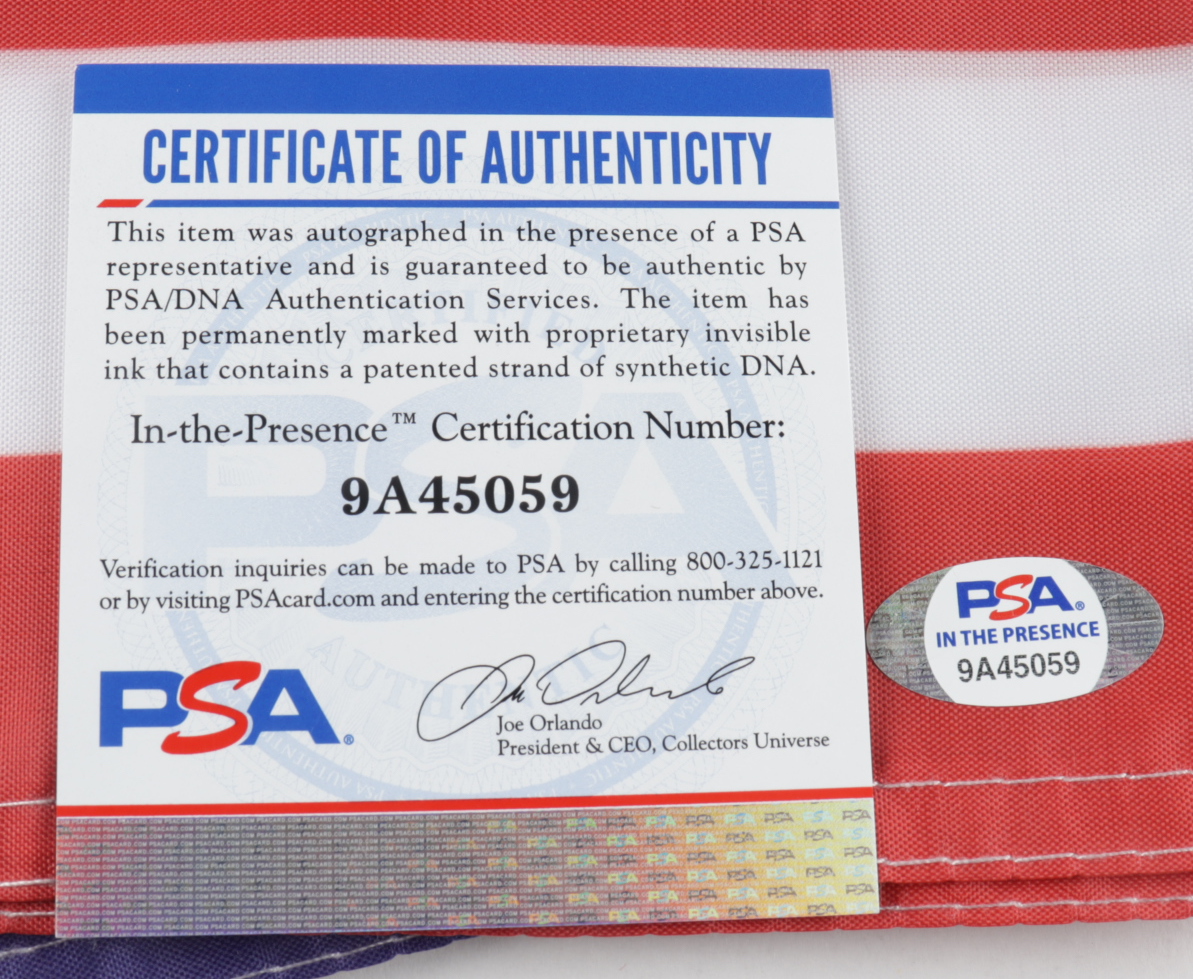 CERTIFICATE OF AUTHENTICITY
This item was autographed in the presence of a PSA
representative and is guaranteed to be authentic by
PSA/DNA Authentication Services. The item has
been permanently marked with proprietary invisible
ink that contains a patented strand of synthetic DNA.
In-the-Presence™ Certification Number:
9A45059
Verification inquiries can be made to PSA by calling 800-325-1121
or by visiting PSAcard.com and entering the certification number above.
PSA®
Joe Orlando
President & CEO, Collectors Universe
PSA®
IN THE PRESENCE
9A45059